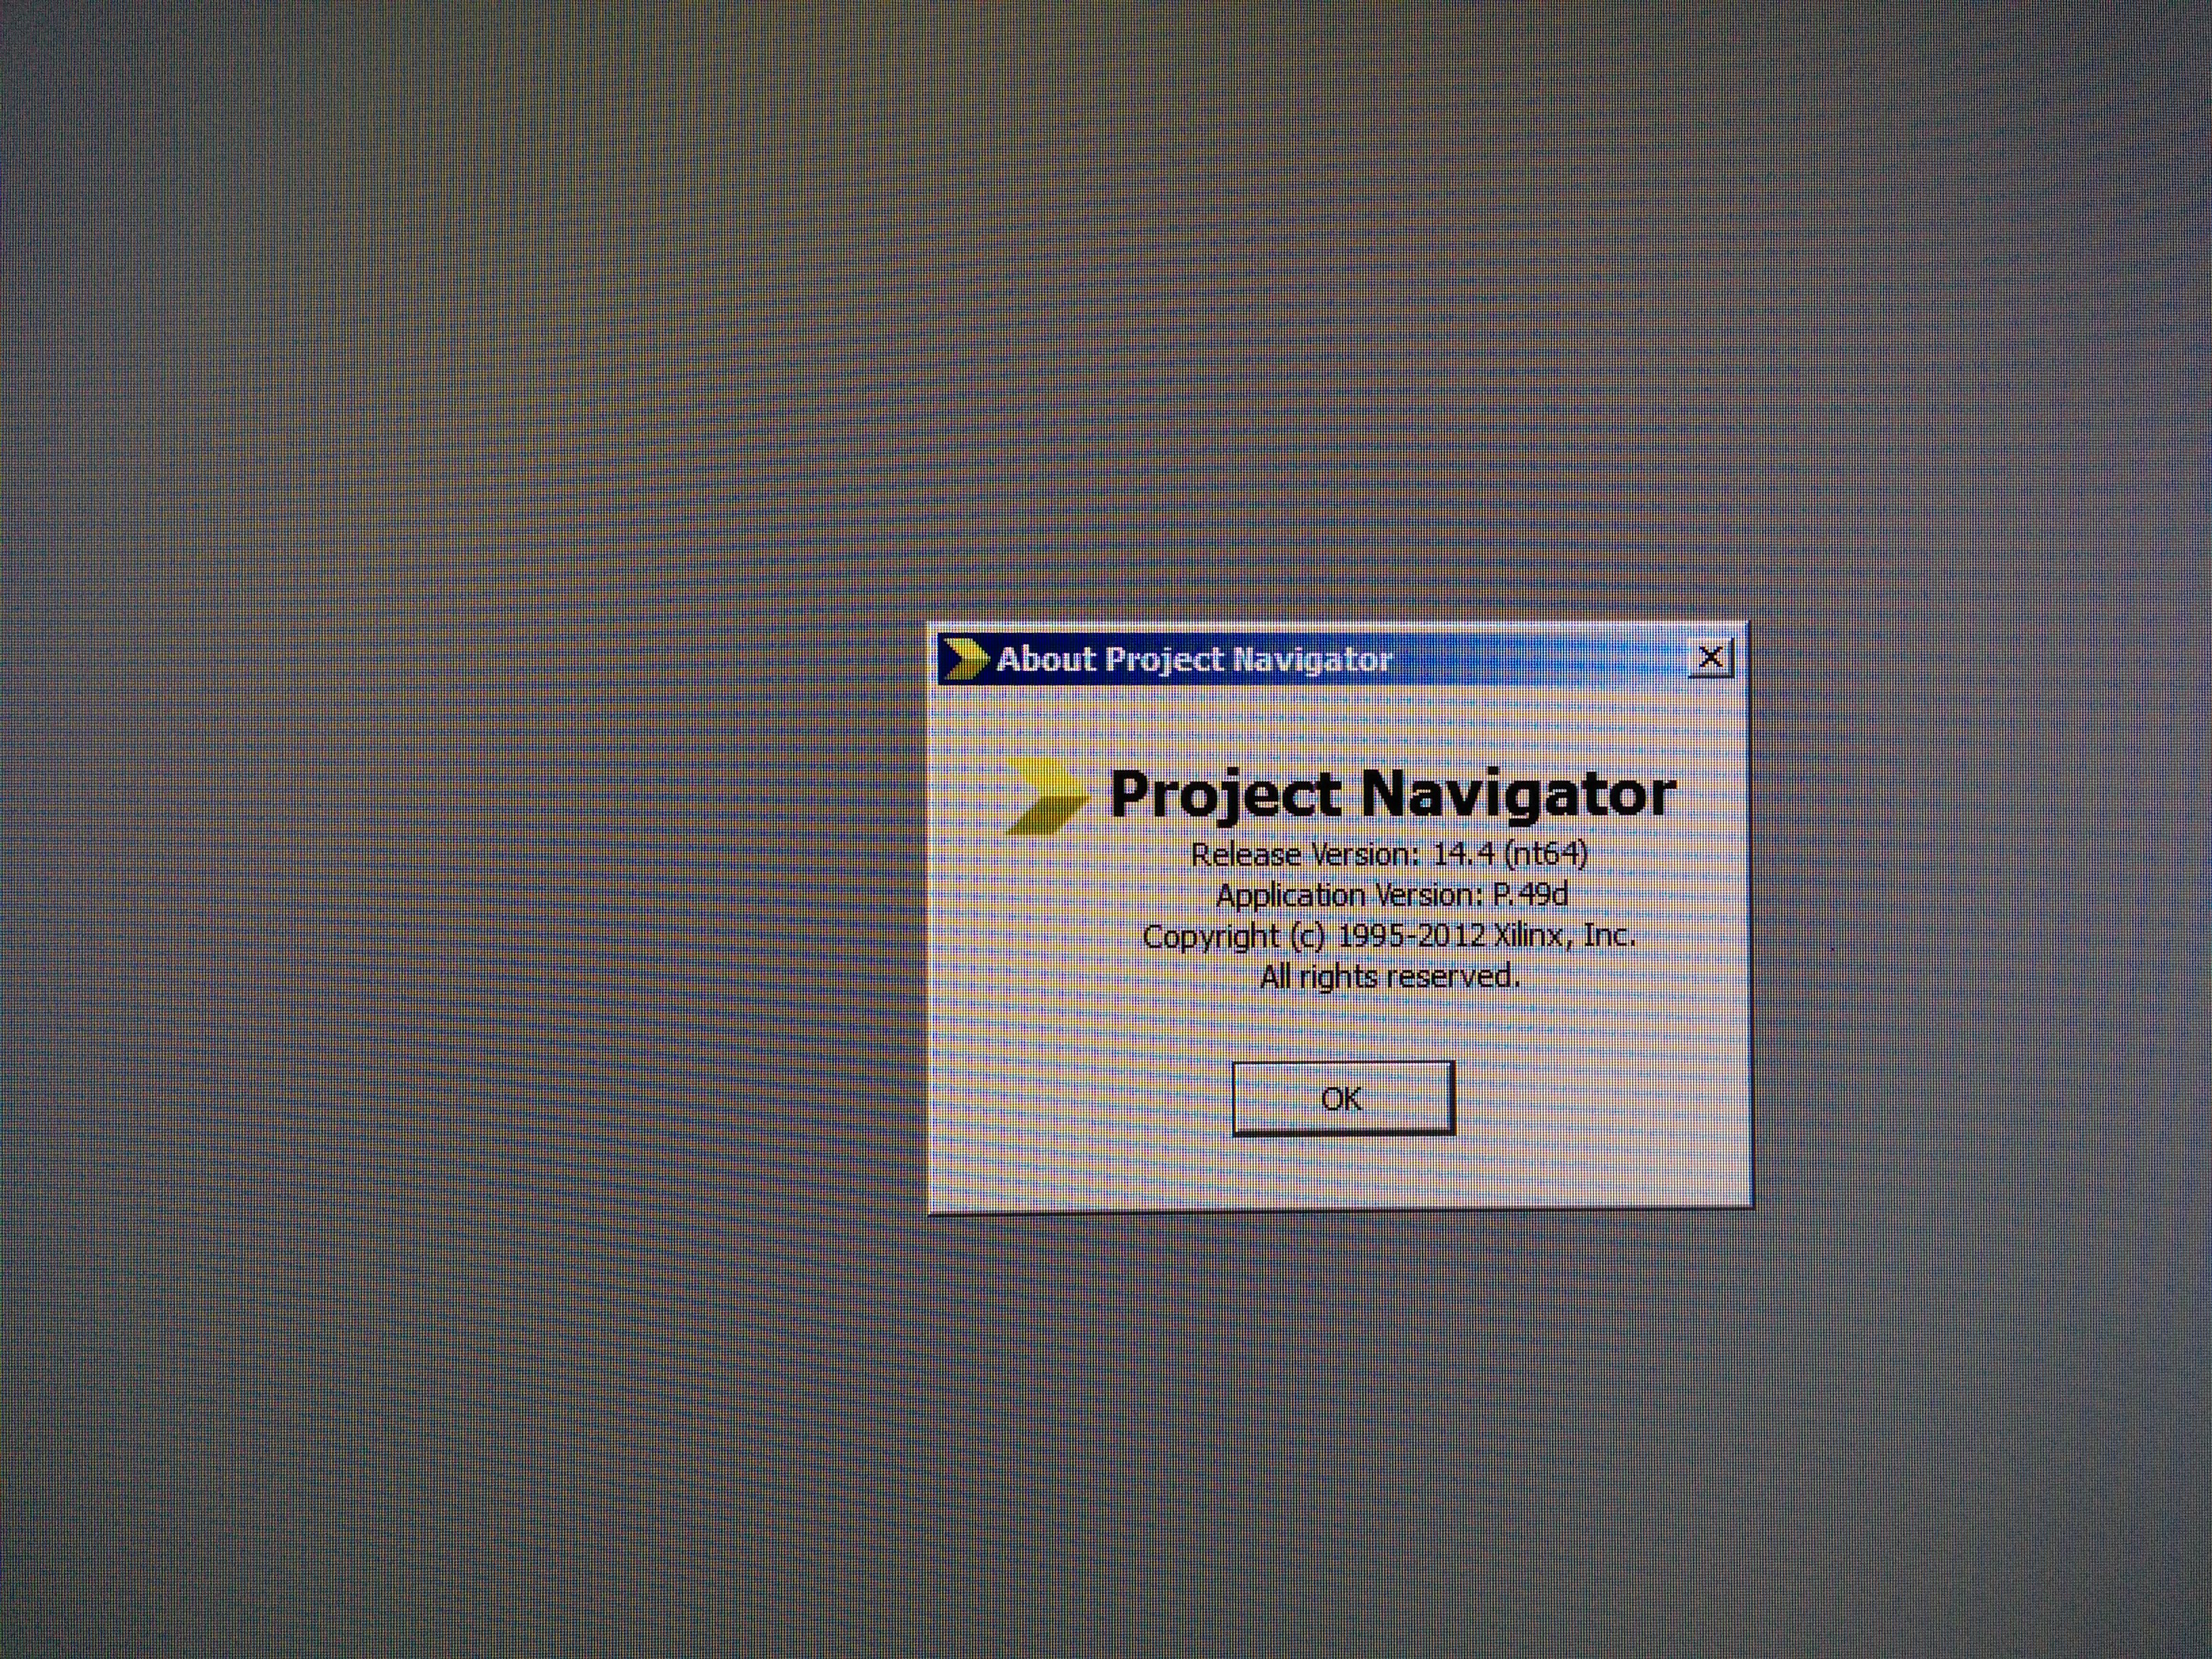 About Project Navigator
Project Navigator
Release Version: 14.4 (nt64)
Application Version: P.49d
Copyright (c) 1995-2012 Xilinx, Inc.
All rights reserved.
OK